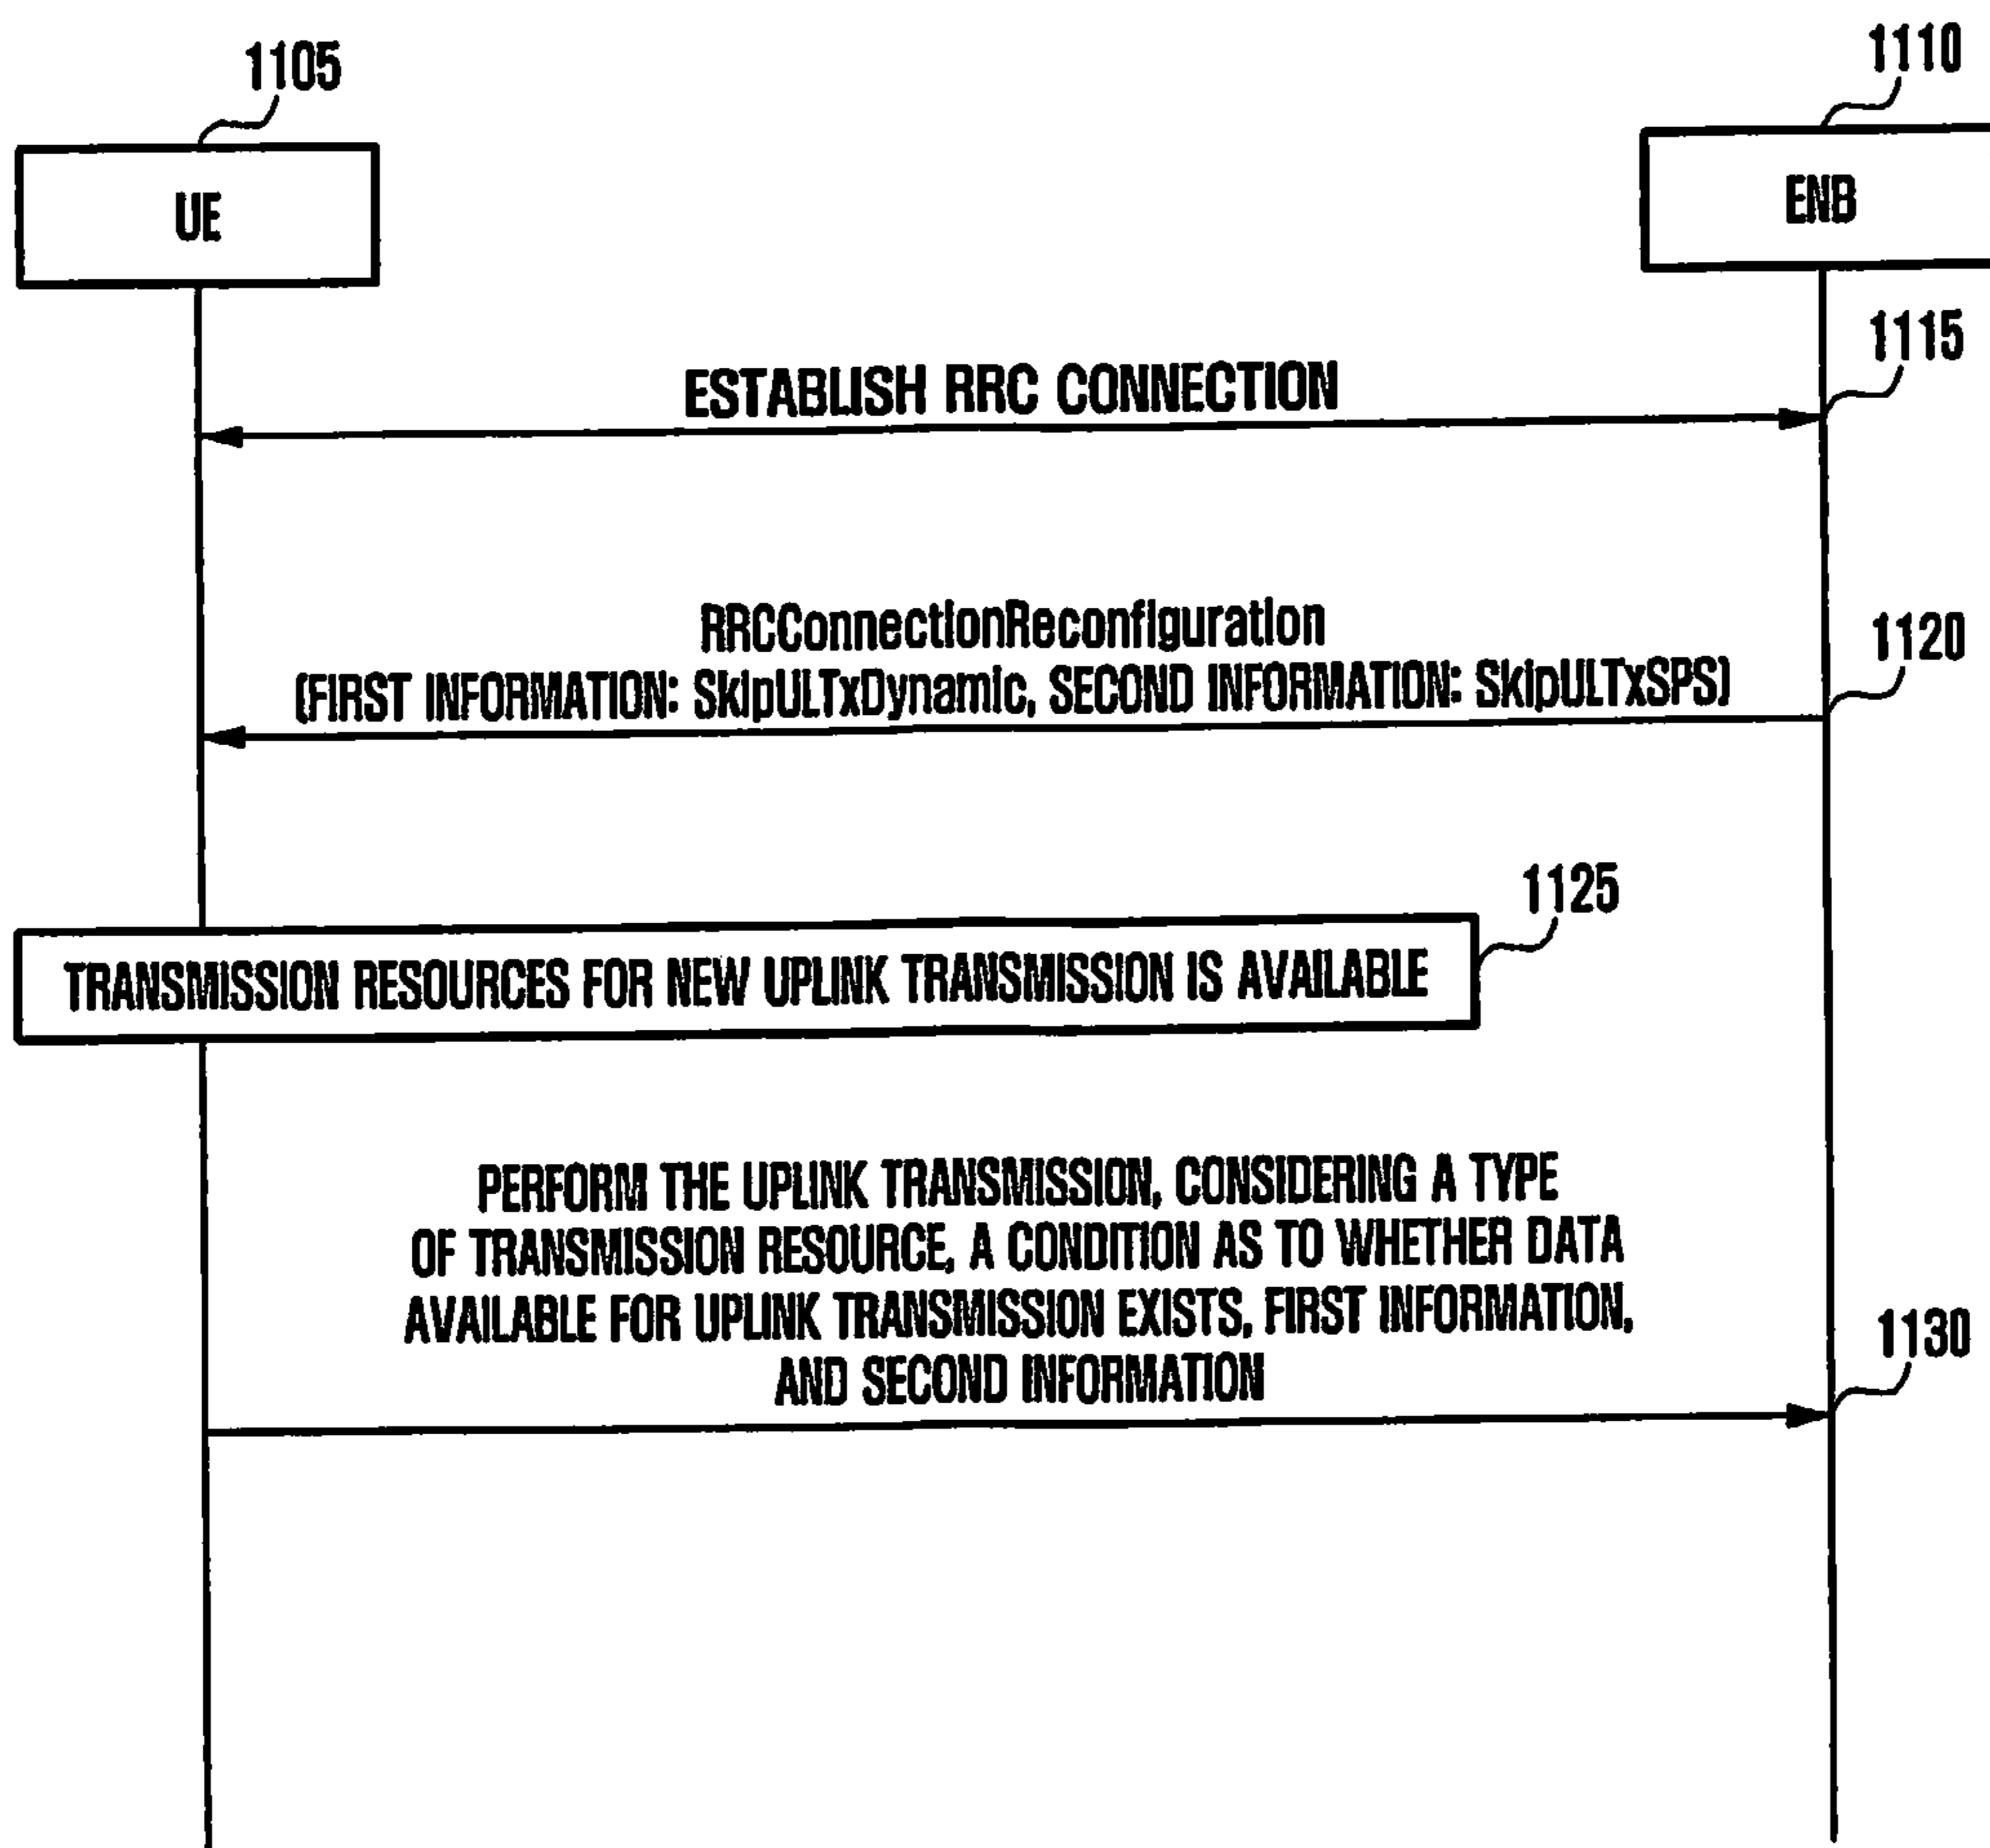 1105
1110
UE
ENB
1115
ESTABLISH RRC CONNECTION
RRCConnectionReconfiguration
1120
(FIRST INFORMATION: SkipULTxDynamic, SECOND INFORMATION: SkipULTxSPS)
1125
TRANSMISSION RESOURCES FOR NEW UPLINK TRANSMISSION IS AVAILABLE
PERFORM THE UPLINK TRANSMISSION, CONSIDERING A TYPE
OF TRANSMISSION RESOURCE, A CONDITION AS TO WHETHER DATA
AVAILABLE FOR UPLINK TRANSMISSION EXISTS, FIRST INFORMATION,
1130
AND SECOND INFORMATION